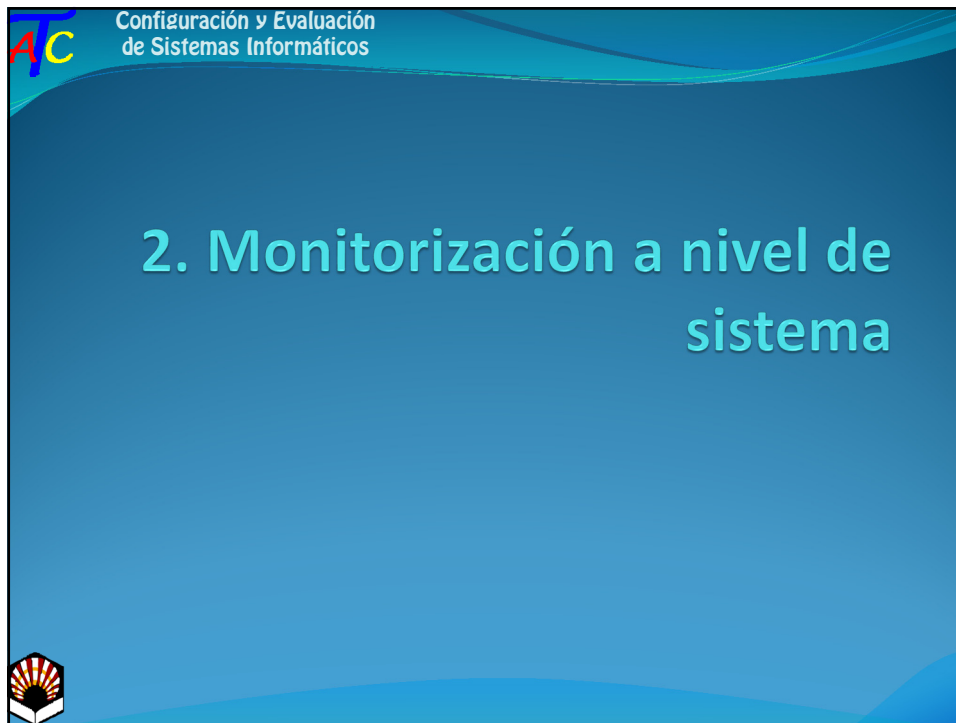 Configuración y Evaluación
de Sistemas Informáticos
ATC
2. Monitorización a nivel de
sistema